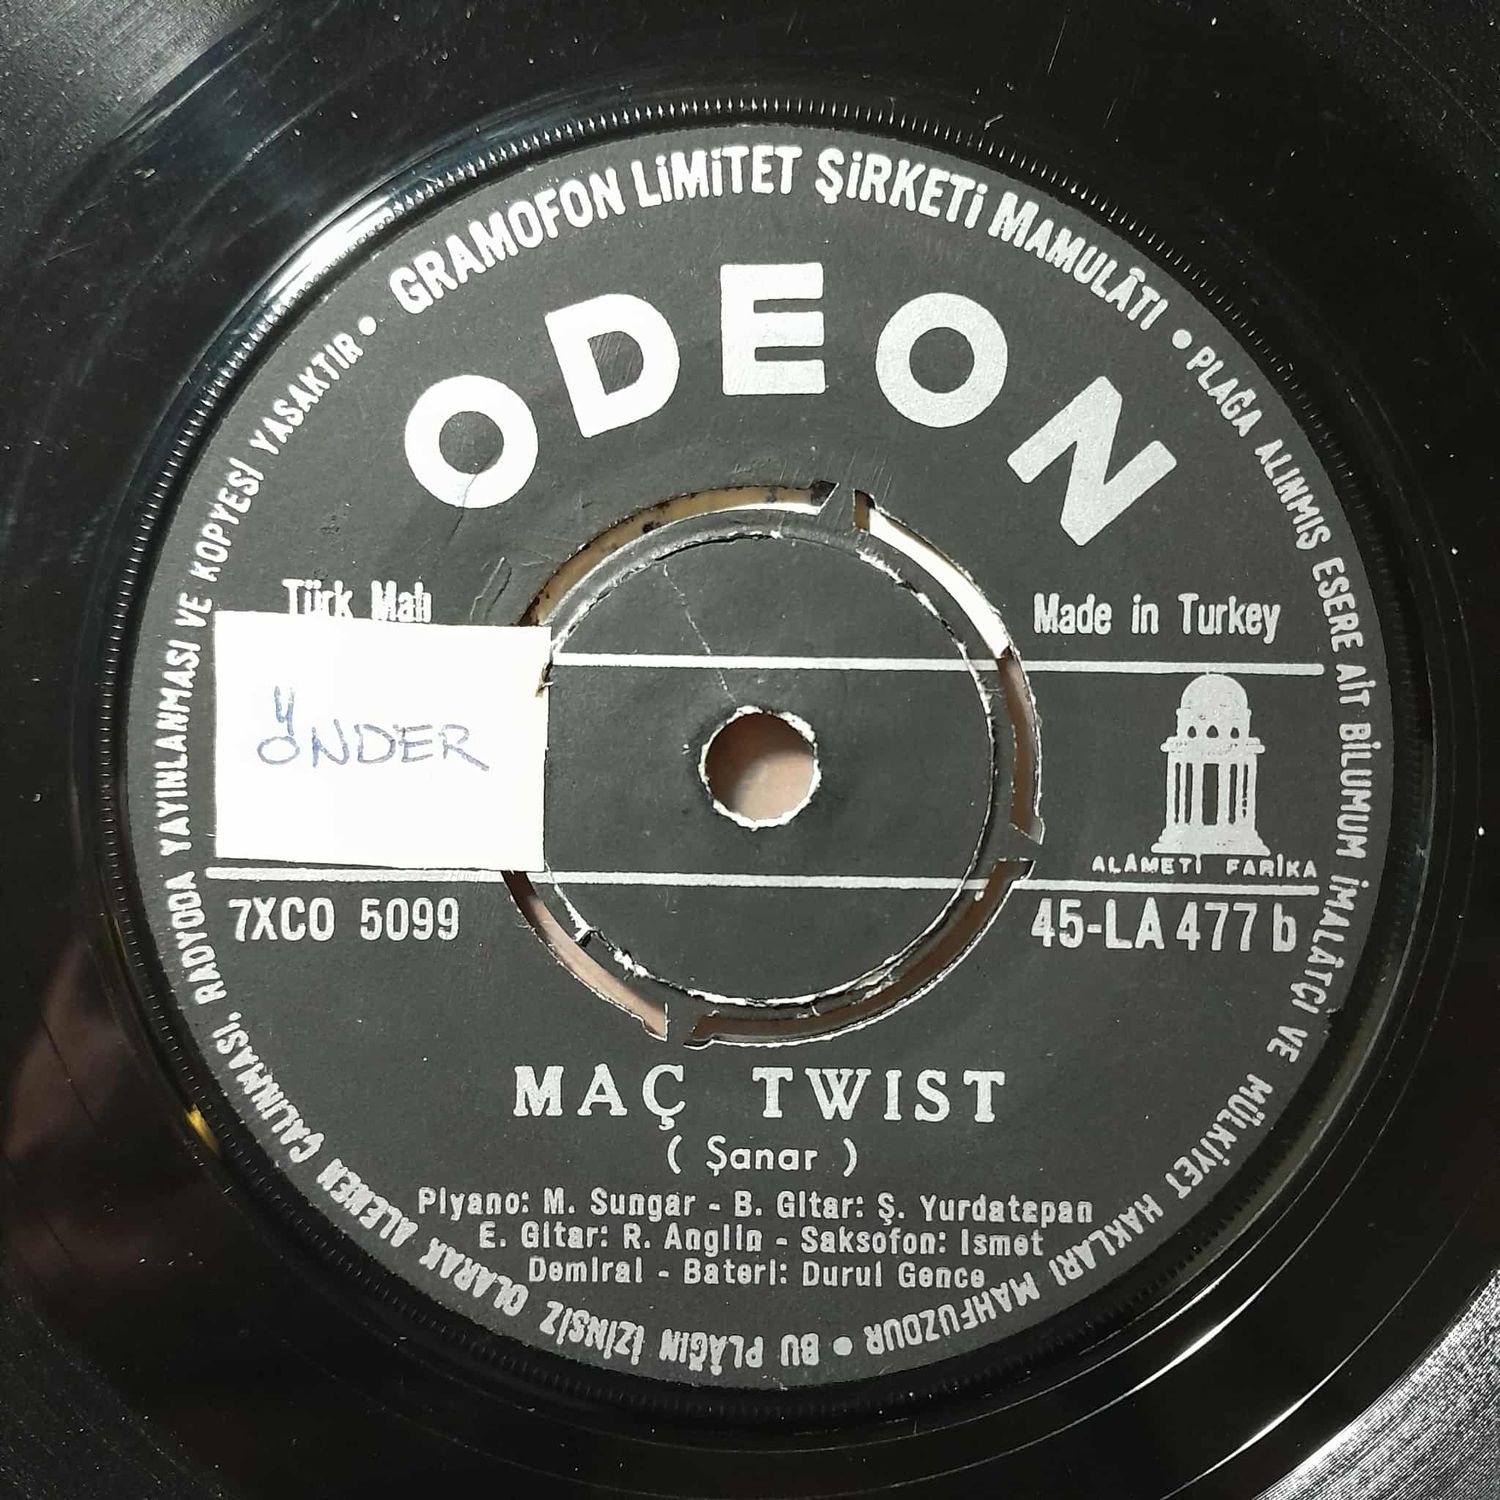 GRAMOFON LİMİTET ŞİRKETİ MAMULÂTI • PLAĞA ALINMIŞ ESERE AİT BİLUMUM İMALÂTÇI VE MÜLKİYET HAKLARI MAHFUZDUR • BU PLÂĞIN İZİNSİZ OLARAK ALENEN ÇALINMASI, RADYODA YAYINLANMASI VE KOPYESİ YASAKTIR •
ODEON
Türk Malı
Made in Turkey
ÖNDER
ALÂMETİ FARİKA
7XCO 5099
45-LA 477 b
MAÇ TWIST
( Şanar )
Piyano: M. Sungar - B. Gitar: Ş. Yurdatapan
E. Gitar: R. Anglin - Saksofon: Ismet
Demiral - Bateri: Durul Gence